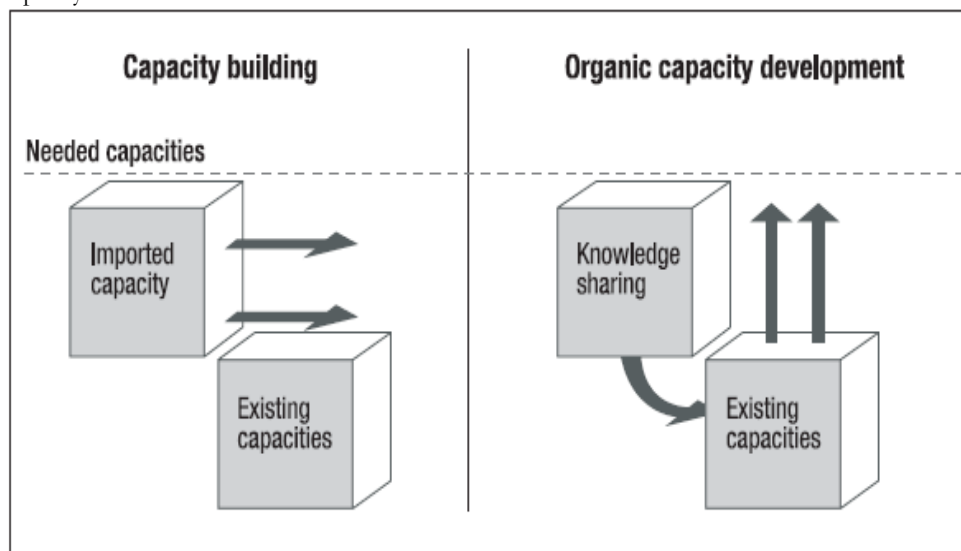 Capacity building
Organic capacity development
Needed capacities
Imported
capacity
Existing
capacities
Knowledge
sharing
Existing
capacities